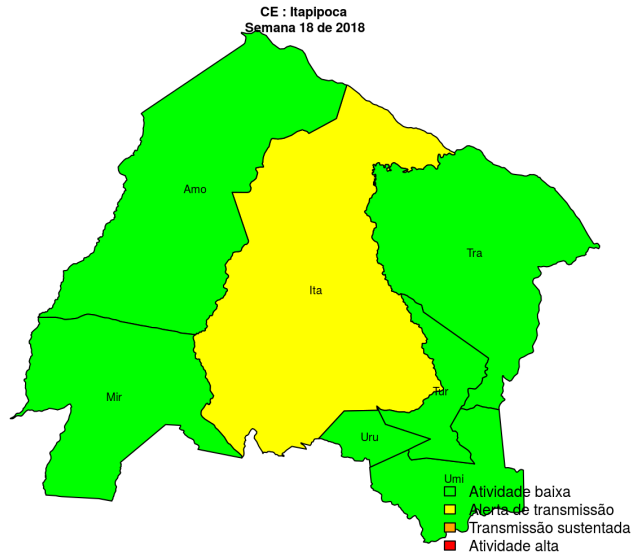 CE : Itapipoca
Semana 18 de 2018
Amo
Tra
Ita
Tur
Mir
Uru
Umi
Atividade baixa
Alerta de transmissão
Transmissão sustentada
Atividade alta